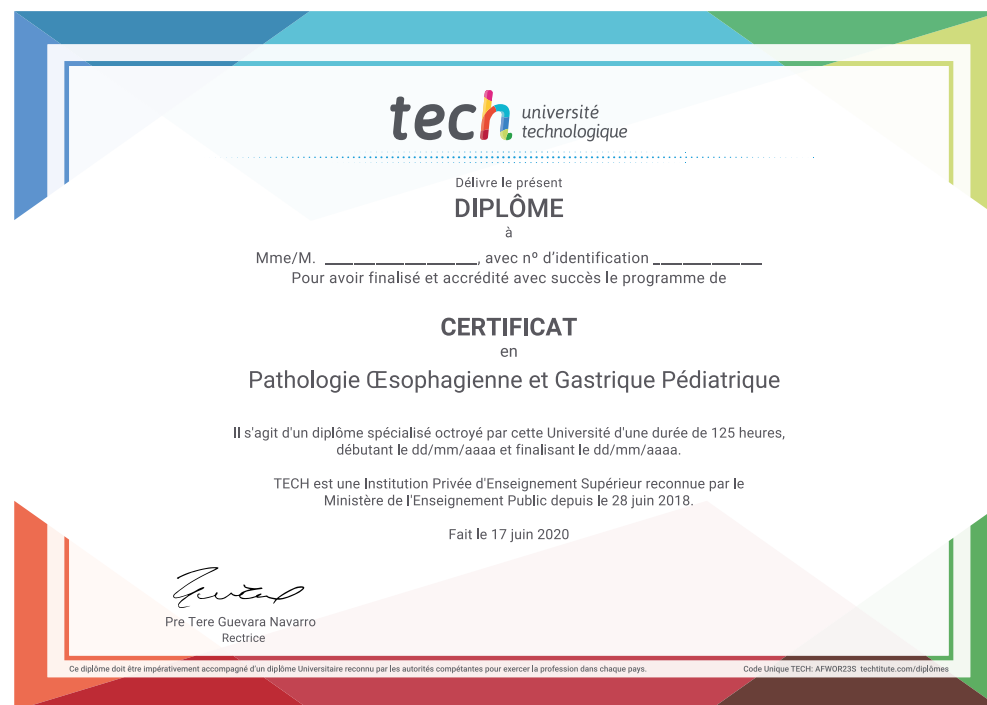 tech université
technologique
Délivre le présent
DIPLÔME
à
Mme/M. _______________, avec nº d'identification __________
Pour avoir finalisé et accrédité avec succès le programme de
CERTIFICAT
en
Pathologie Œsophagienne et Gastrique Pédiatrique
Il s'agit d'un diplôme spécialisé octroyé par cette Université d'une durée de 125 heures,
débutant le dd/mm/aaaa et finalisant le dd/mm/aaaa.
TECH est une Institution Privée d'Enseignement Supérieur reconnue par le
Ministère de l'Enseignement Public depuis le 28 juin 2018.
Fait le 17 juin 2020
Pre Tere Guevara Navarro
Rectrice
Ce diplôme doit être impérativement accompagné d'un diplôme Universitaire reconnu par les autorités compétantes pour exercer la profession dans chaque pays.
Code Unique TECH: AFWOR23S techtitute.com/diplômes